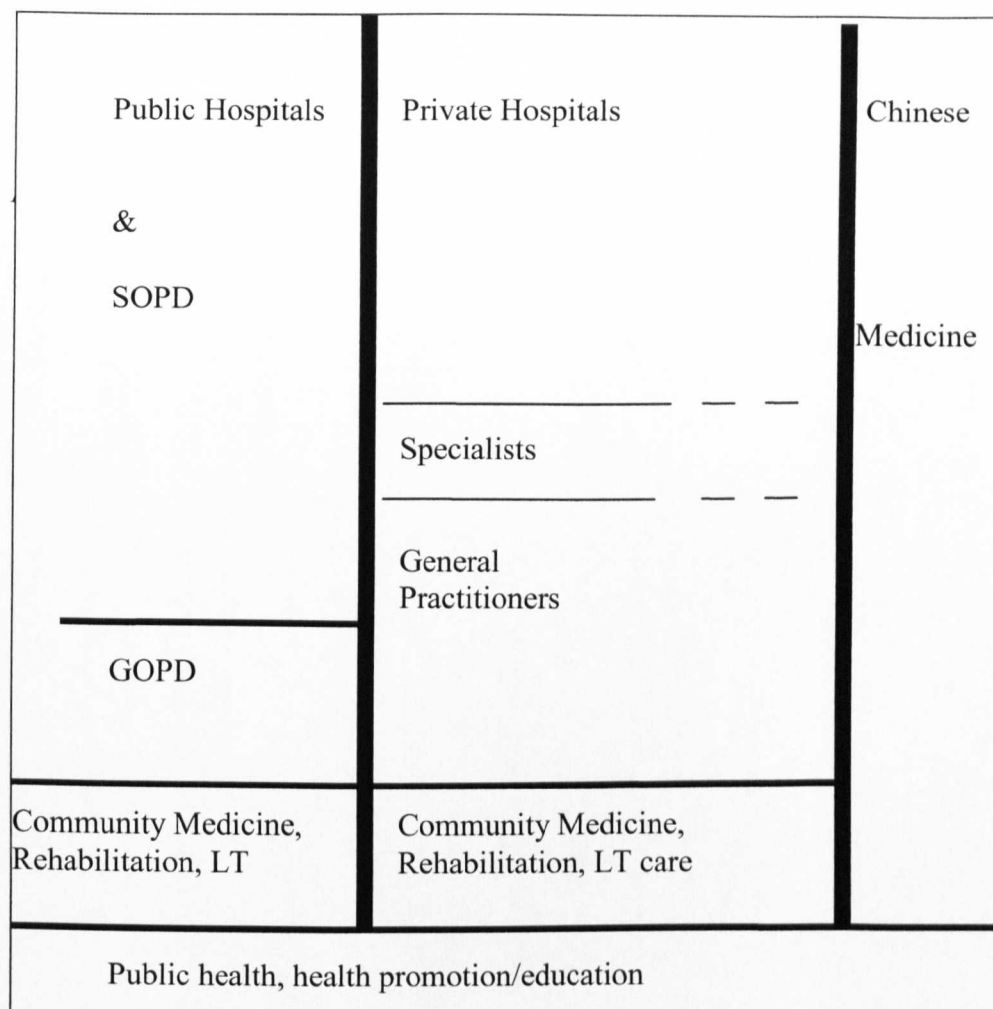 Public Hospitals
&
SOPD
GOPD
Community Medicine,
Rehabilitation, LT
Private Hospitals
Specialists
General
Practitioners
Community Medicine,
Rehabilitation, LT care
Chinese
Medicine
Public health, health promotion/education